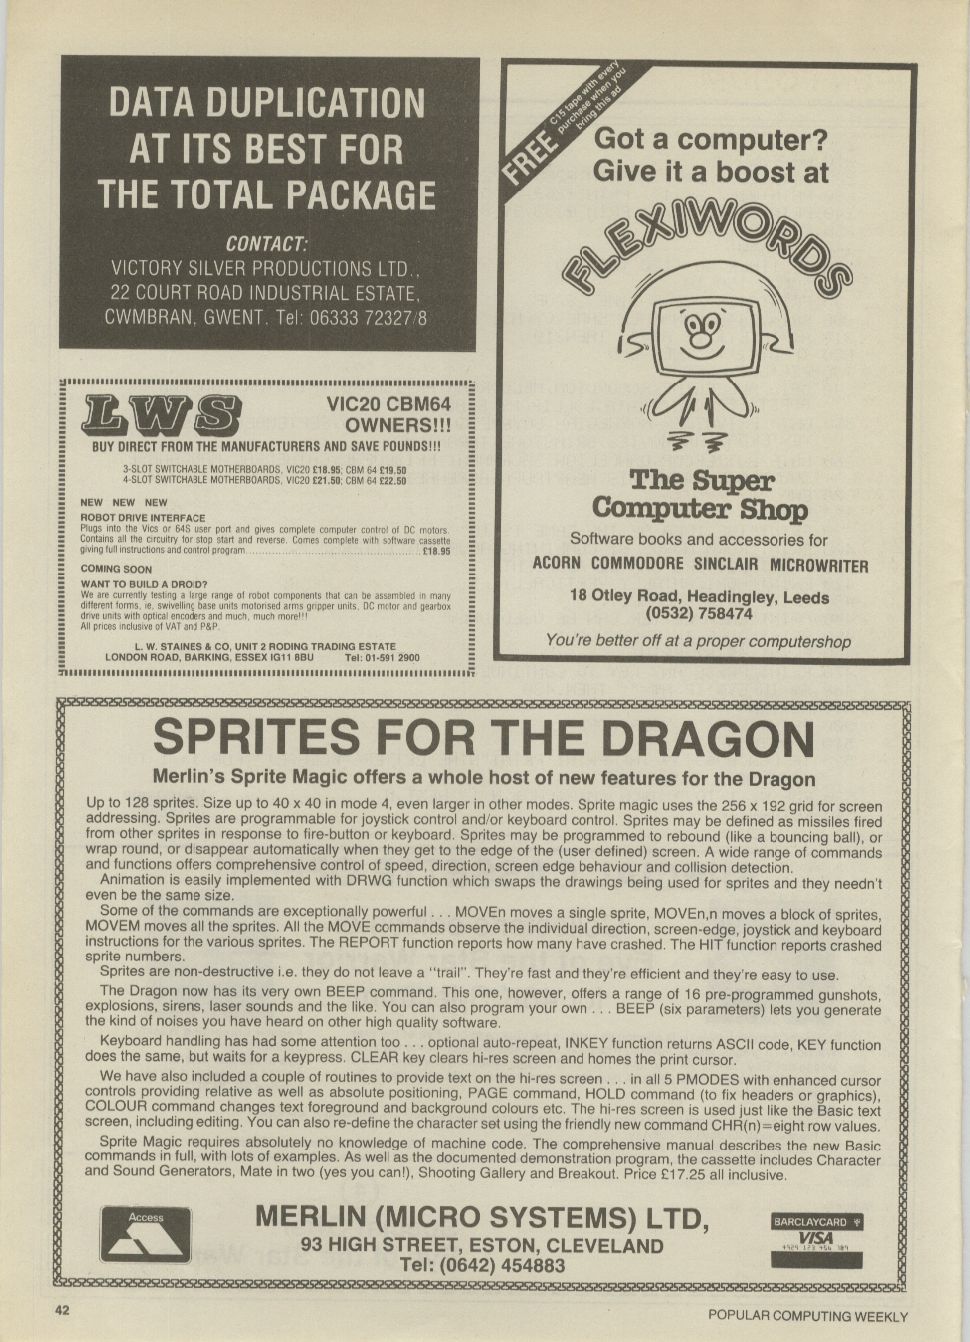 DATA DUPLICATION
AT ITS BEST FOR
THE TOTAL PACKAGE
CONTACT:
VICTORY SILVER PRODUCTIONS LTD.,
22 COURT ROAD INDUSTRIAL ESTATE,
CWMBRAN, GWENT. Tel: 06333 72327/8
LWS
VIC20 CBM64
OWNERS!!!
BUY DIRECT FROM THE MANUFACTURERS AND SAVE POUNDS!!!
3-SLOT SWITCHABLE MOTHERBOARDS, VIC20 £18.95; CBM 64 £19.50
4-SLOT SWITCHABLE MOTHERBOARDS, VIC20 £21.50; CBM 64 £22.50
NEW NEW NEW
ROBOT DRIVE INTERFACE
Plugs into the Vics or 64S user port and gives complete computer control of DC motors.
Contains all the circuitry for stop start and reverse. Comes complete with software cassette
giving full instructions and control program................................................£18.95
COMING SOON
WANT TO BUILD A DROID?
We are currently testing a large range of robot components that can be assembled in many
different forms, ie, swivelling base units motorised arms gripper units, DC motor and gearbox
drive units with optical encoders and much, much more!!!
All prices inclusive of VAT and P&P.
L. W. STAINES & CO, UNIT 2 RODING TRADING ESTATE
LONDON ROAD, BARKING, ESSEX IG11 8BU Tel: 01-591 2900
FREE C15 tape with every
purchase when you
bring this ad
Got a computer?
Give it a boost at
FLEXIWORDS
The Super
Computer Shop
Software books and accessories for
ACORN COMMODORE SINCLAIR MICROWRITER
18 Otley Road, Headingley, Leeds
(0532) 758474
You're better off at a proper computershop
SPRITES FOR THE DRAGON
Merlin's Sprite Magic offers a whole host of new features for the Dragon
Up to 128 sprites. Size up to 40 x 40 in mode 4, even larger in other modes. Sprite magic uses the 256 x 192 grid for screen
addressing. Sprites are programmable for joystick control and/or keyboard control. Sprites may be defined as missiles fired
from other sprites in response to fire-button or keyboard. Sprites may be programmed to rebound (like a bouncing ball), or
wrap round, or disappear automatically when they get to the edge of the (user defined) screen. A wide range of commands
and functions offers comprehensive control of speed, direction, screen edge behaviour and collision detection.
Animation is easily implemented with DRWG function which swaps the drawings being used for sprites and they needn't
even be the same size.
Some of the commands are exceptionally powerful . . . MOVEn moves a single sprite, MOVEn,n moves a block of sprites,
MOVEM moves all the sprites. All the MOVE commands observe the individual direction, screen-edge, joystick and keyboard
instructions for the various sprites. The REPORT function reports how many have crashed. The HIT function reports crashed
sprite numbers.
Sprites are non-destructive i.e. they do not leave a "trail". They're fast and they're efficient and they're easy to use.
The Dragon now has its very own BEEP command. This one, however, offers a range of 16 pre-programmed gunshots,
explosions, sirens, laser sounds and the like. You can also program your own . . . BEEP (six parameters) lets you generate
the kind of noises you have heard on other high quality software.
Keyboard handling has had some attention too . . . optional auto-repeat, INKEY function returns ASCII code, KEY function
does the same, but waits for a keypress. CLEAR key clears hi-res screen and homes the print cursor.
We have also included a couple of routines to provide text on the hi-res screen . . . in all 5 PMODES with enhanced cursor
controls providing relative as well as absolute positioning, PAGE command, HOLD command (to fix headers or graphics),
COLOUR command changes text foreground and background colours etc. The hi-res screen is used just like the Basic text
screen, including editing. You can also re-define the character set using the friendly new command CHR(n)=eight row values.
Sprite Magic requires absolutely no knowledge of machine code. The comprehensive manual describes the new Basic
commands in full, with lots of examples. As well as the documented demonstration program, the cassette includes Character
and Sound Generators, Mate in two (yes you can!), Shooting Gallery and Breakout. Price £17.25 all inclusive.
Access
MERLIN (MICRO SYSTEMS) LTD,
93 HIGH STREET, ESTON, CLEVELAND
Tel: (0642) 454883
BARCLAYCARD
VISA
42
POPULAR COMPUTING WEEKLY